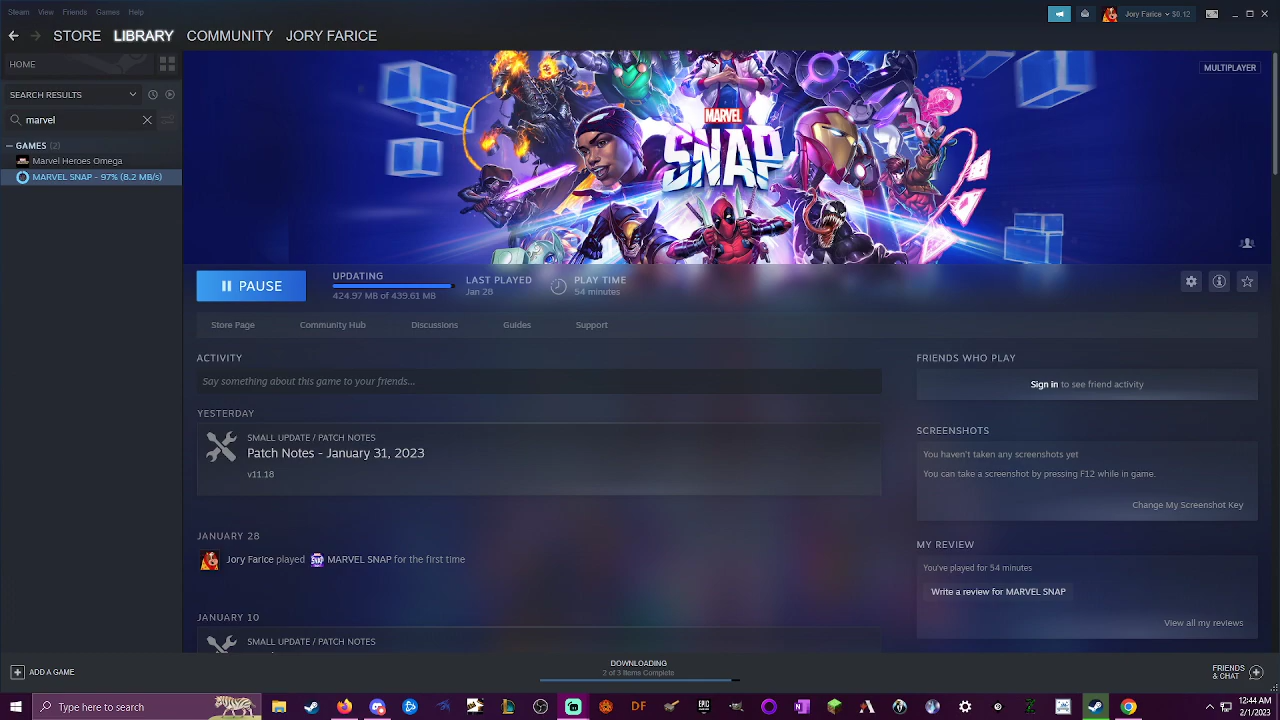 Steam View Friends Games Help
Jory Farice $0.12
STORE LIBRARY COMMUNITY JORY FARICE
HOME
MULTIPLAYER
SEARCH RESULTS
marvel
GAMES (2)
Marvel Heroes Omega
MARVEL SNAP - 97% (8.2 MB/S)
MARVEL
SNAP
PAUSE
UPDATING
424.97 MB of 439.61 MB
LAST PLAYED
Jan 28
PLAY TIME
54 minutes
Store Page Community Hub Discussions Guides Support
ACTIVITY
Say something about this game to your friends...
YESTERDAY
SMALL UPDATE / PATCH NOTES
Patch Notes - January 31, 2023
v11.18
JANUARY 28
Jory Farice played MARVEL SNAP for the first time
JANUARY 10
SMALL UPDATE / PATCH NOTES
FRIENDS WHO PLAY
Sign in to see friend activity
SCREENSHOTS
You haven't taken any screenshots yet
You can take a screenshot by pressing F12 while in game.
Change My Screenshot Key
MY REVIEW
You've played for 54 minutes
Write a review for MARVEL SNAP
View all my reviews
ADD A GAME
DOWNLOADING
2 of 3 Items Complete
FRIENDS
& CHAT
Type here to search
DF
EPIC
12:44 AM
2/1/2023